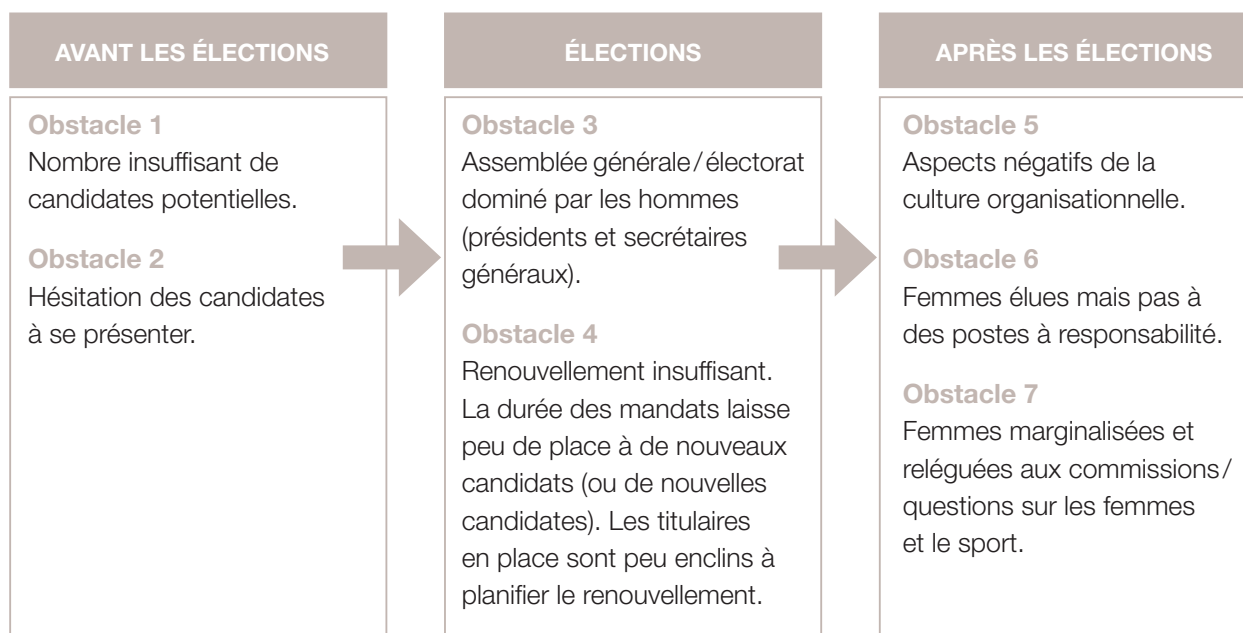 AVANT LES ÉLECTIONS
Obstacle 1
Nombre insuffisant de
candidates potentielles.
Obstacle 2
Hésitation des candidates
à se présenter.
ÉLECTIONS
Obstacle 3
Assemblée générale / électorat
dominé par les hommes
(présidents et secrétaires
généraux).
Obstacle 4
Renouvellement insuffisant.
La durée des mandats laisse
peu de place à de nouveaux
candidats (ou de nouvelles
candidates). Les titulaires
en place sont peu enclins à
planifier le renouvellement.
APRÈS LES ÉLECTIONS
Obstacle 5
Aspects négatifs de la
culture organisationnelle.
Obstacle 6
Femmes élues mais pas à
des postes à responsabilité.
Obstacle 7
Femmes marginalisées et
reléguées aux commissions /
questions sur les femmes
et le sport.